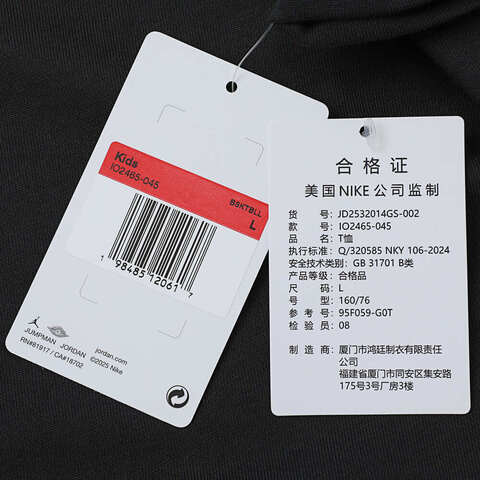 Kids
IO2465-045
BSKTBLL
L
1 98485 12061 7
JUMPMAN JORDAN
RN#81917 / CA#18702
jordan.com
©2025 Nike
合格证
美国NIKE公司监制
货号: JD2532014GS-002
款号: IO2465-045
品名: T恤
执行标准: Q/320585 NKY 106-2024
安全技术类别: GB 31701 B类
产品等级: 合格品
尺码: L
号型: 160/76
参考号: 95F059-G0T
检验员: 08
制造商: 厦门市鸿廷制衣有限责任
公司
福建省厦门市同安区集安路
175号3号厂房3楼